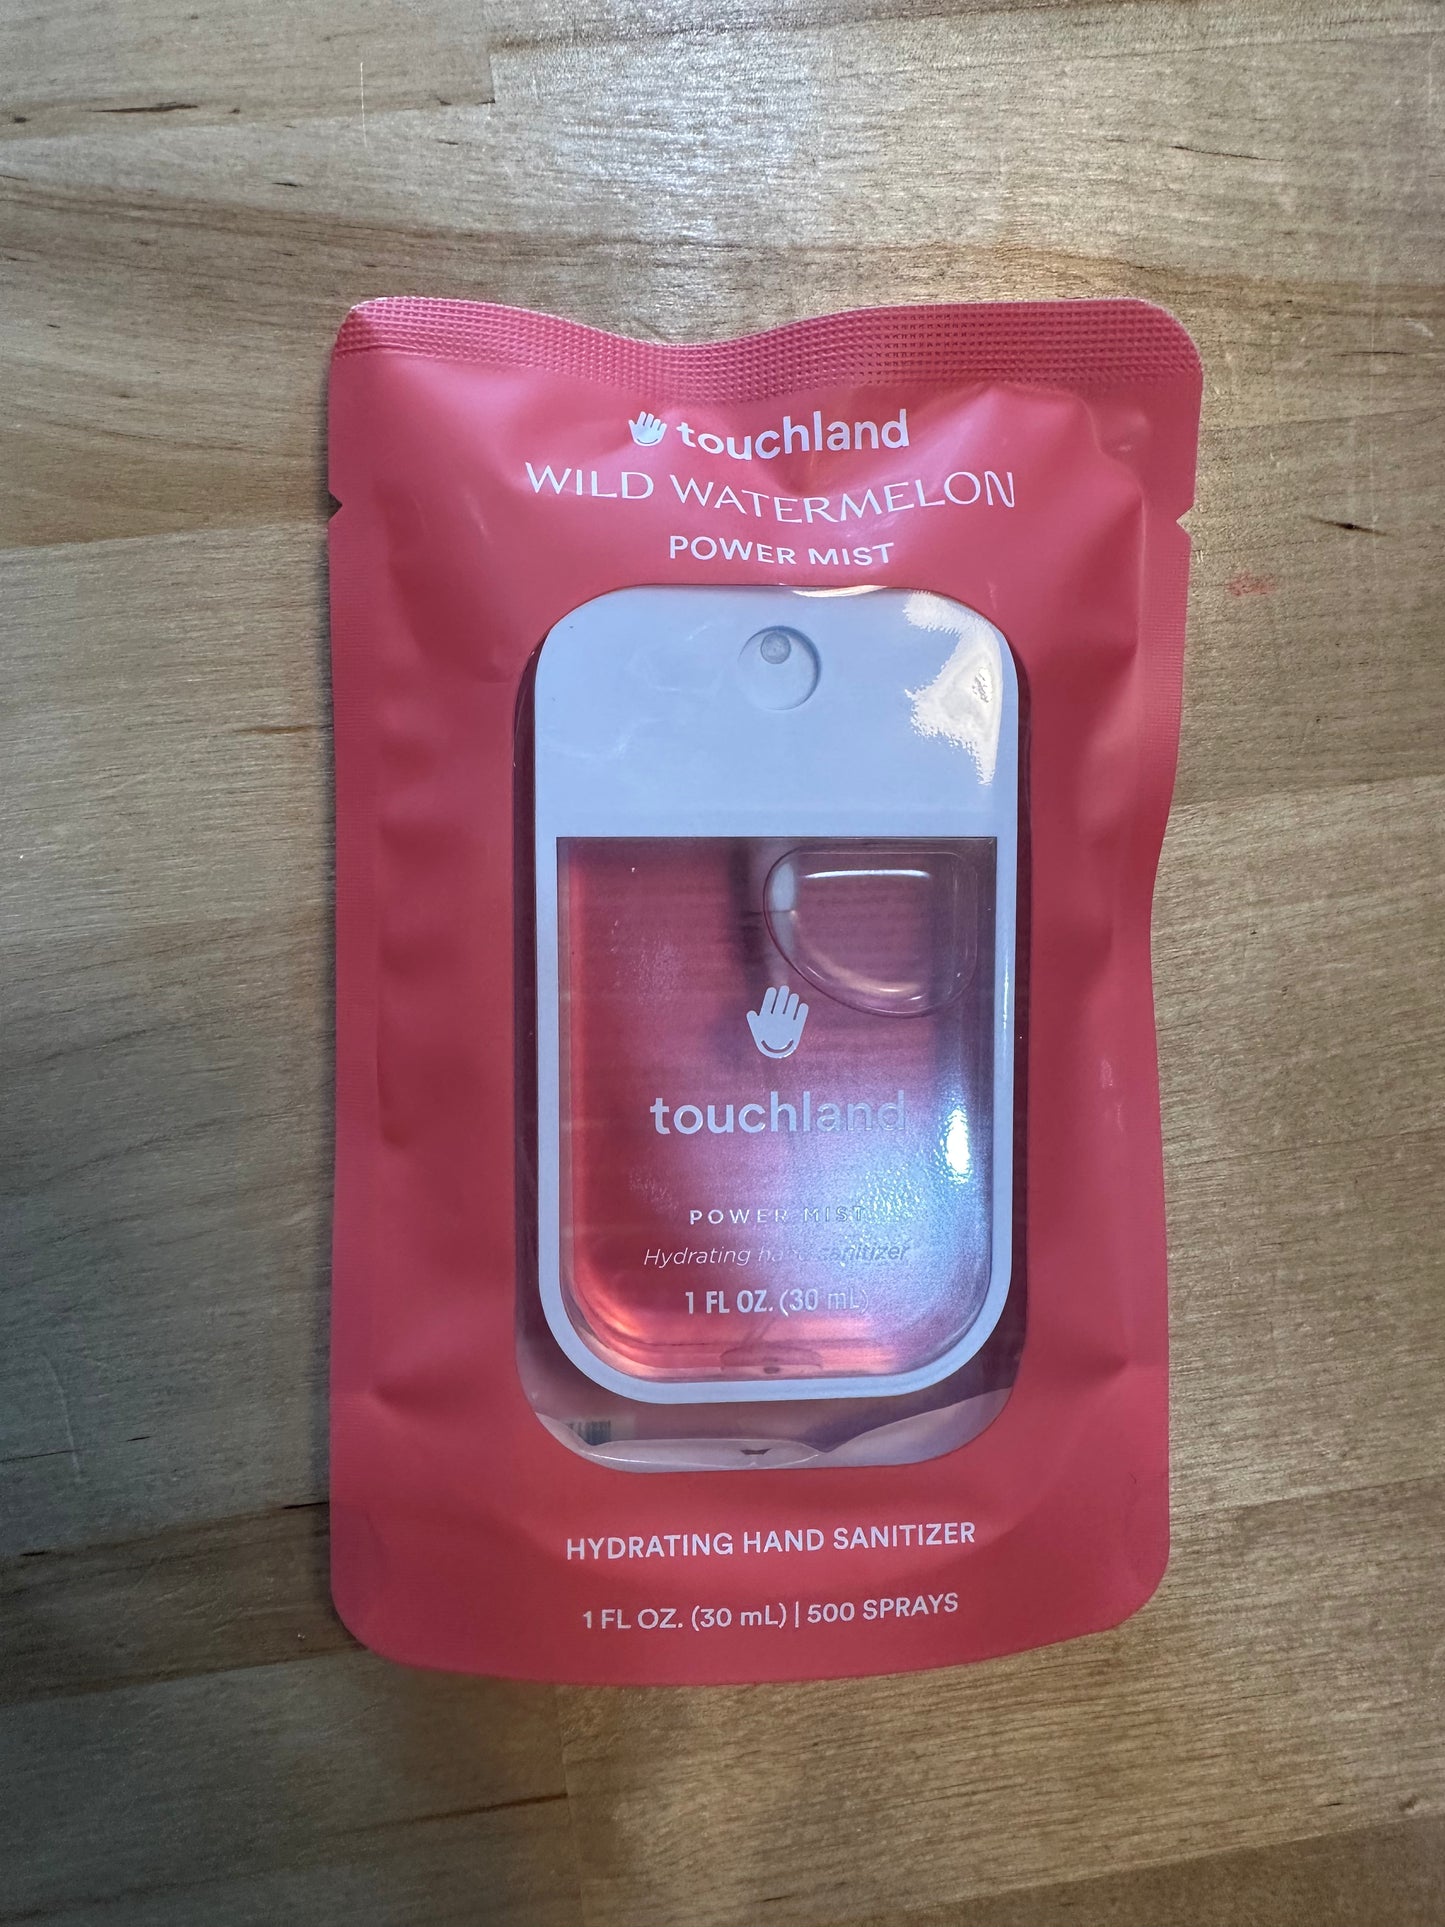 touchland
WILD WATERMELON
POWER MIST
touchland
POWER MIST
Hydrating hand sanitizer
1 FL OZ. (30 mL)
HYDRATING HAND SANITIZER
1 FL OZ. (30 mL) | 500 SPRAYS